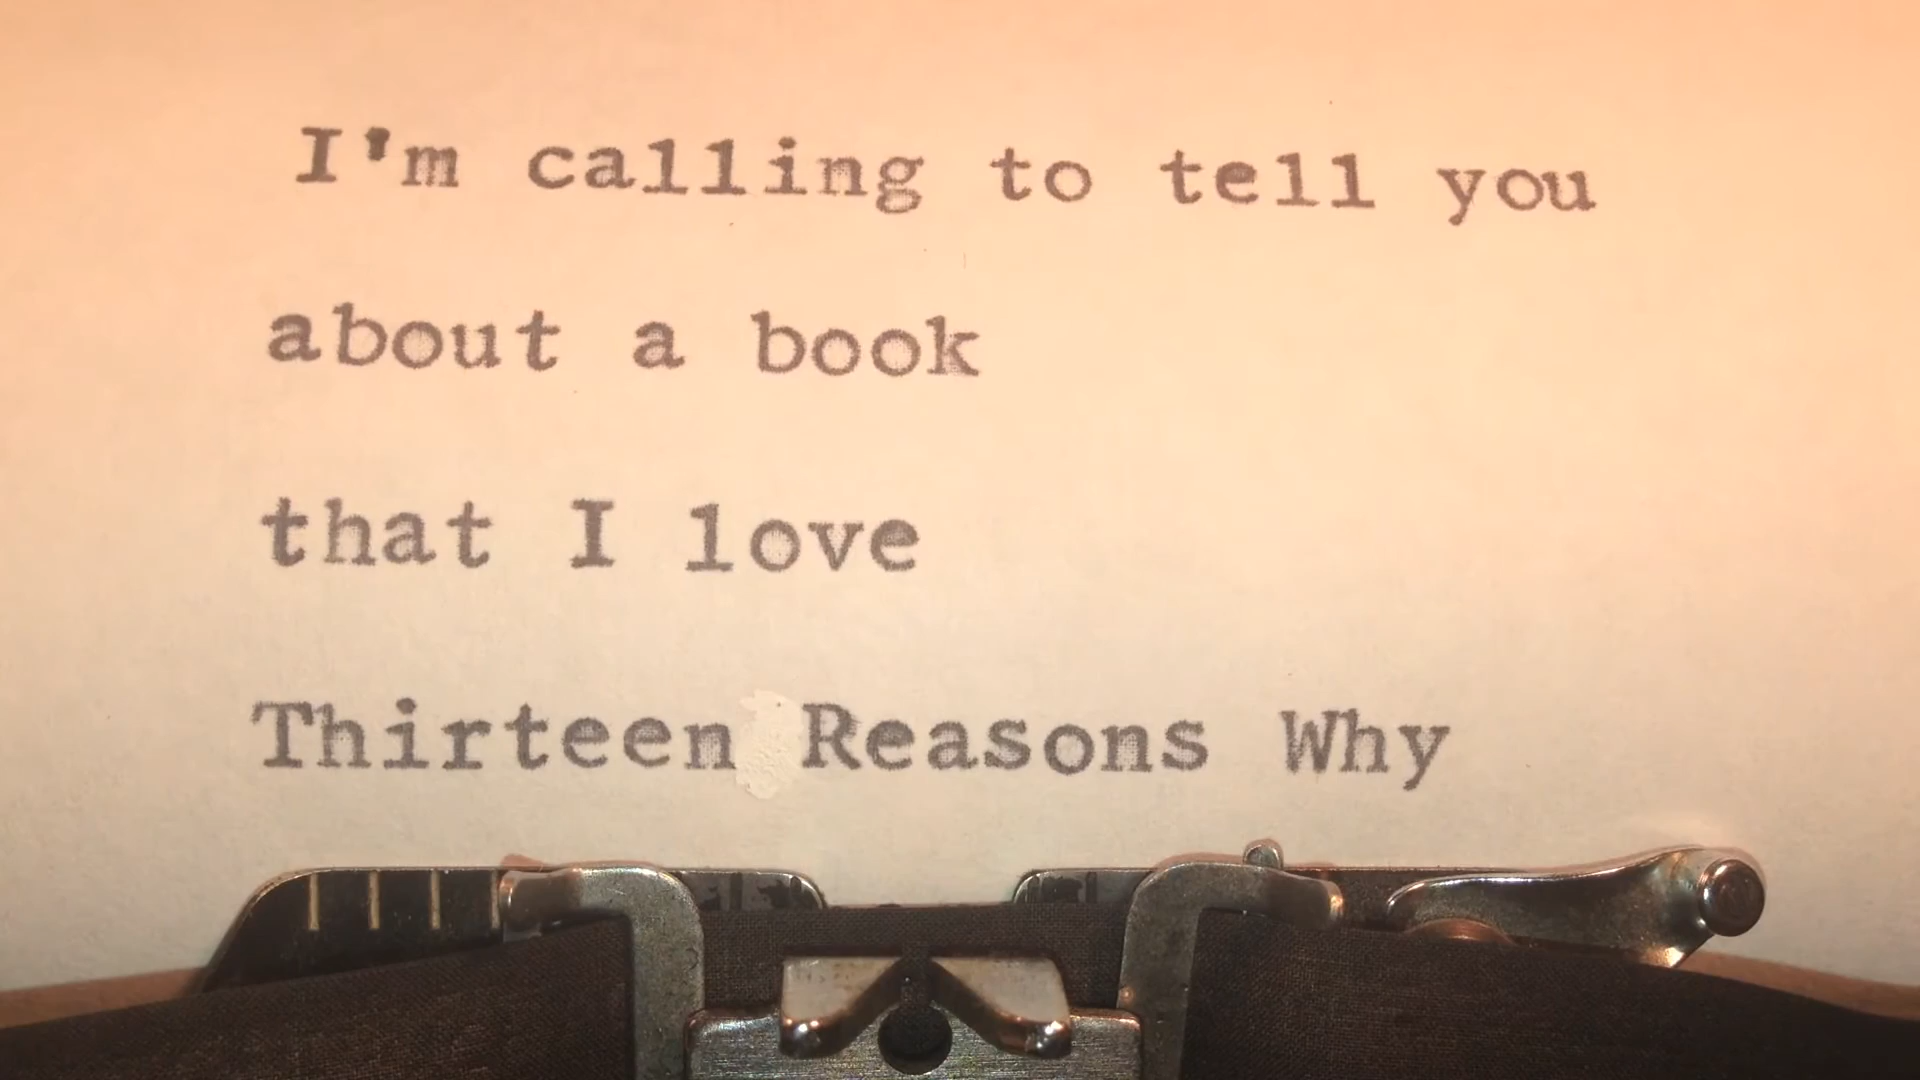 I'm calling to tell you
about a book
that I love
Thirteen Reasons Why